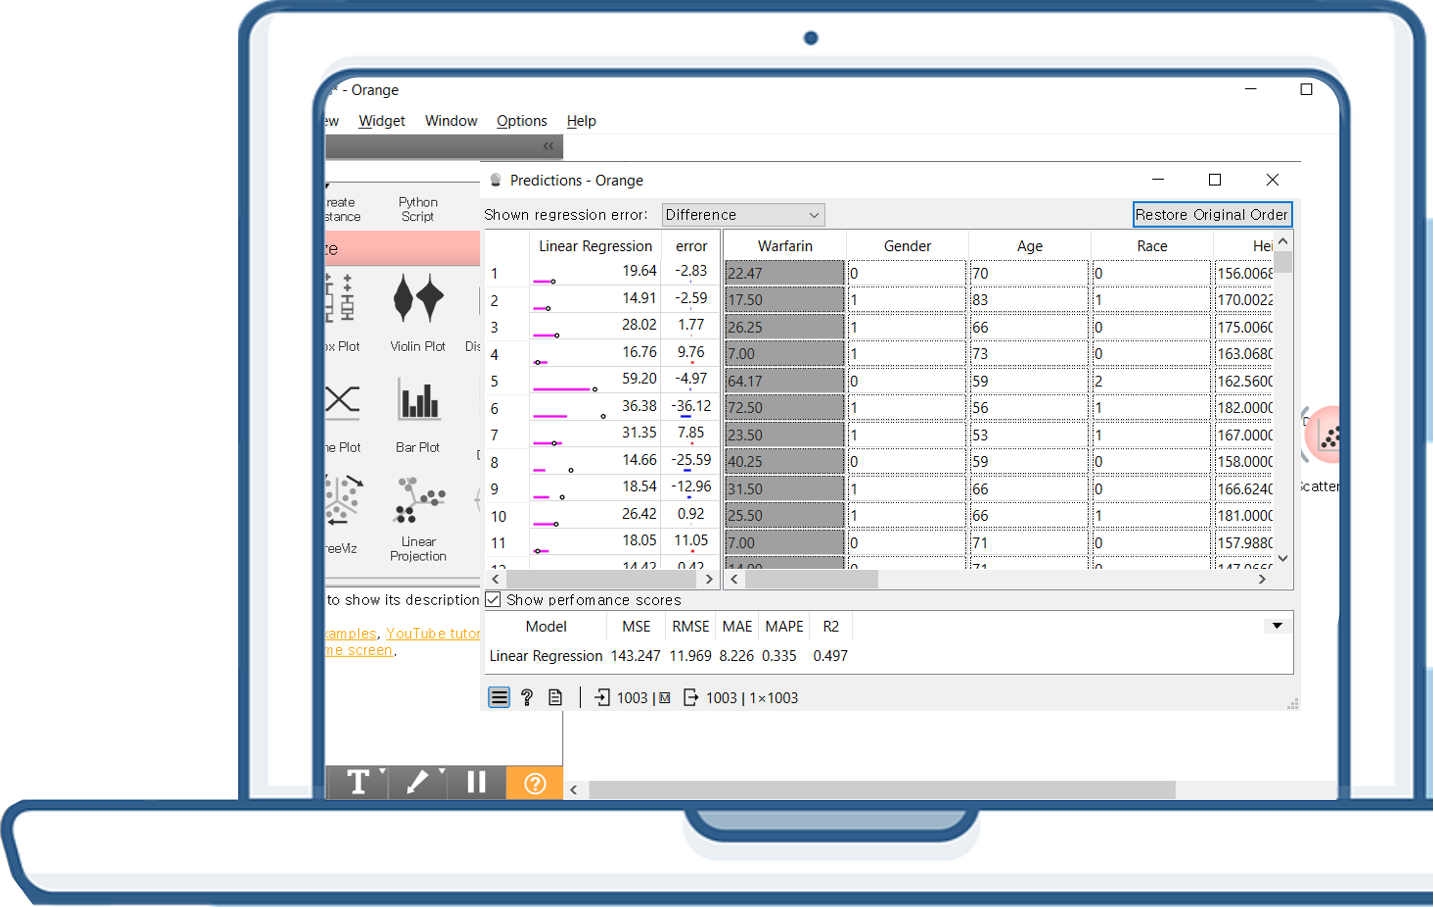 - Orange
ew Widget Window Options Help
«
Predictions - Orange
reate
stance
Python
Script
Shown regression error: Difference
Restore Original Order
ze
Linear Regression error Warfarin Gender Age Race Hei
1 19.64 -2.83 22.47 0 70 0 156.0068
2 14.91 -2.59 17.50 1 83 1 170.0022
3 28.02 1.77 26.25 1 66 0 175.0060
4 16.76 9.76 7.00 1 73 0 163.0680
5 59.20 -4.97 64.17 0 59 2 162.5600
6 36.38 -36.12 72.50 1 56 1 182.0000
7 31.35 7.85 23.50 1 53 1 167.0000
8 14.66 -25.59 40.25 0 59 0 158.0000
9 18.54 -12.96 31.50 1 66 0 166.6240
10 26.42 0.92 25.50 1 66 1 181.0000
11 18.05 11.05 7.00 0 71 0 157.9880
12 14.42 0.42 14.00 0 71 0 147.0660
ox Plot Violin Plot Dis
ne Plot Bar Plot
reeViz
Linear
Projection
Scatter
to show its description
Show perfomance scores
xamples, YouTube tutor
me screen.
Model MSE RMSE MAE MAPE R2
Linear Regression 143.247 11.969 8.226 0.335 0.497
? 1003 | M 1003 | 1×1003
T ?